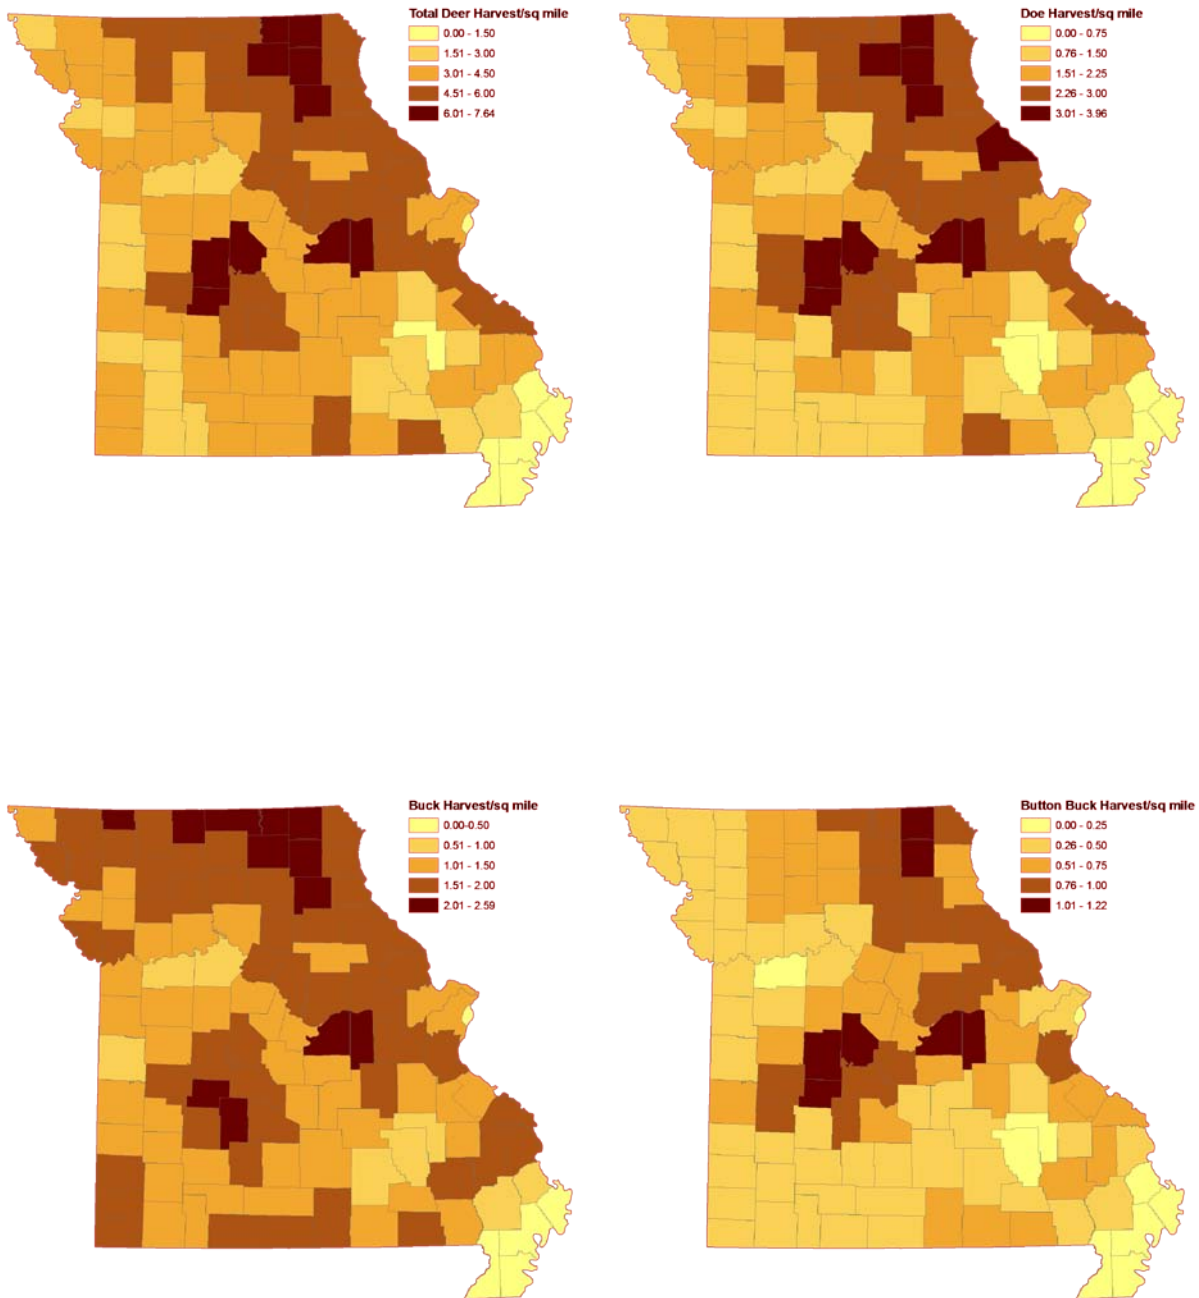 Total Deer Harvest/sq mile
0.00 - 1.50
1.51 - 3.00
3.01 - 4.50
4.51 - 6.00
6.01 - 7.64
Doe Harvest/sq mile
0.00 - 0.75
0.76 - 1.50
1.51 - 2.25
2.26 - 3.00
3.01 - 3.96
Buck Harvest/sq mile
0.00-0.50
0.51 - 1.00
1.01 - 1.50
1.51 - 2.00
2.01 - 2.59
Button Buck Harvest/sq mile
0.00 - 0.25
0.26 - 0.50
0.51 - 0.75
0.76 - 1.00
1.01 - 1.22